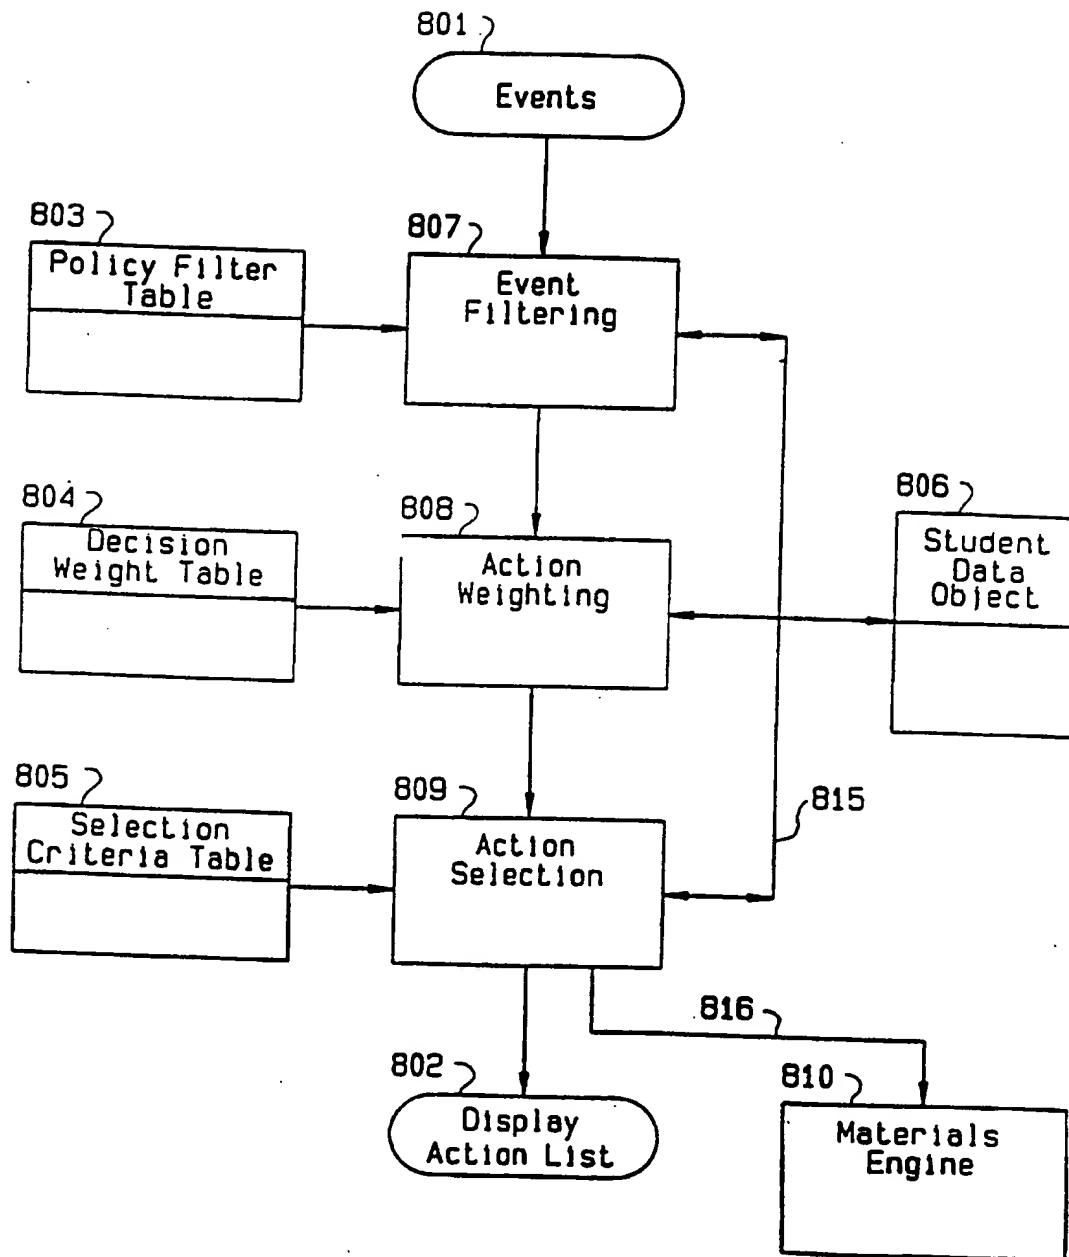 801
Events
803
Policy Filter
Table
807
Event
Filtering
804
Decision
Weight Table
808
Action
Weighting
806
Student
Data
Object
805
Selection
Criteria Table
809
Action
Selection
815
816
802
Display
Action List
810
Materials
Engine